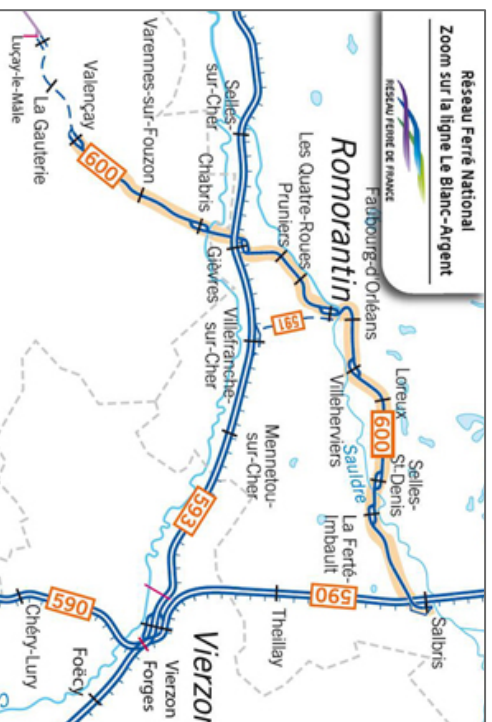 Réseau Ferré National
Zoom sur la ligne Le Blanc-Argent
RÉSEAU FERRÉ DE FRANCE
Salbris
La Ferté-
Imbault
Selles-
St-Denis
Sauldre
600
Loreux
Villeherviers
Faubourg-d'Orléans
Romorantin
Les Quatre-Roues
Pruniers
591
590
Theillay
Selles-
sur-Cher
Gièvres
Villefranche-
sur-Cher
Mennetou-
sur-Cher
593
Vierzon
Vierzon
Forges
Chabris
Varennes-sur-Fouzon
600
Valençay
La Gauterie
Luçay-le-Mâle
590
Chéry-Lury
Foëcy